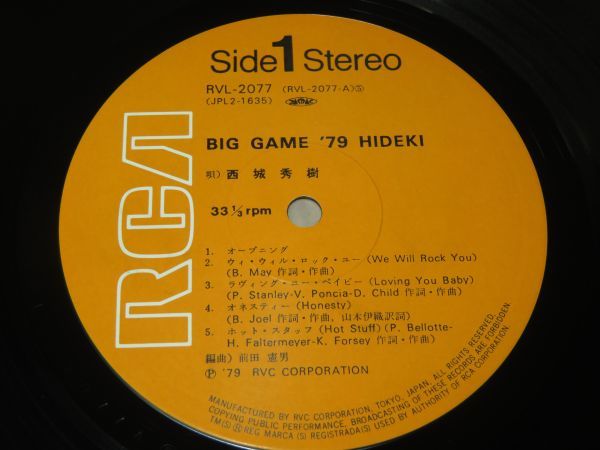 Side 1 Stereo
RVL-2077 (RVL-2077-A)Ⓢ
(JPL2-1635)
RCA
BIG GAME '79 HIDEKI
唄) 西城秀樹
33⅓rpm
1. オープニング
2. ウィ・ウィル・ロック・ユー (We Will Rock You)
(B. May 作詞・作曲)
3. ラヴィング・ユー・ベイビー (Loving You Baby)
(P. Stanley-V. Poncia-D. Child 作詞・作曲)
4. オネスティー (Honesty)
(B. Joel 作詞・作曲, 山本伊織訳詞)
5. ホット・スタッフ (Hot Stuff) (P. Bellotte-
H. Faltermeyer-K. Forsey 作詞・作曲)
編曲) 前田憲男
Ⓟ '79 RVC CORPORATION
MANUFACTURED BY RVC CORPORATION, TOKYO, JAPAN, ALL RIGHTS RESERVED.
COPYING PUBLIC PERFORMANCE, BROADCASTING OF THESE RECORDS ARE FORBIDDEN.
TM(S) ® REG MARCA (S) REGISTRADA(S) USED BY AUTHORITY OF RCA CORPORATION.